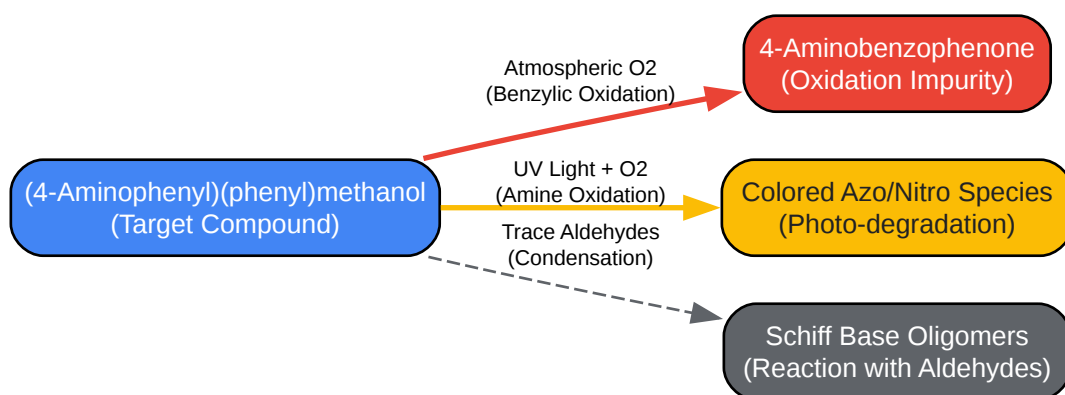 4-Aminobenzophenone
(Oxidation Impurity)
Atmospheric O2
(Benzylic Oxidation)
(4-Aminophenyl)(phenyl)methanol
(Target Compound)
UV Light + O2
(Amine Oxidation)
Colored Azo/Nitro Species
(Photo-degradation)
Trace Aldehydes
(Condensation)
Schiff Base Oligomers
(Reaction with Aldehydes)